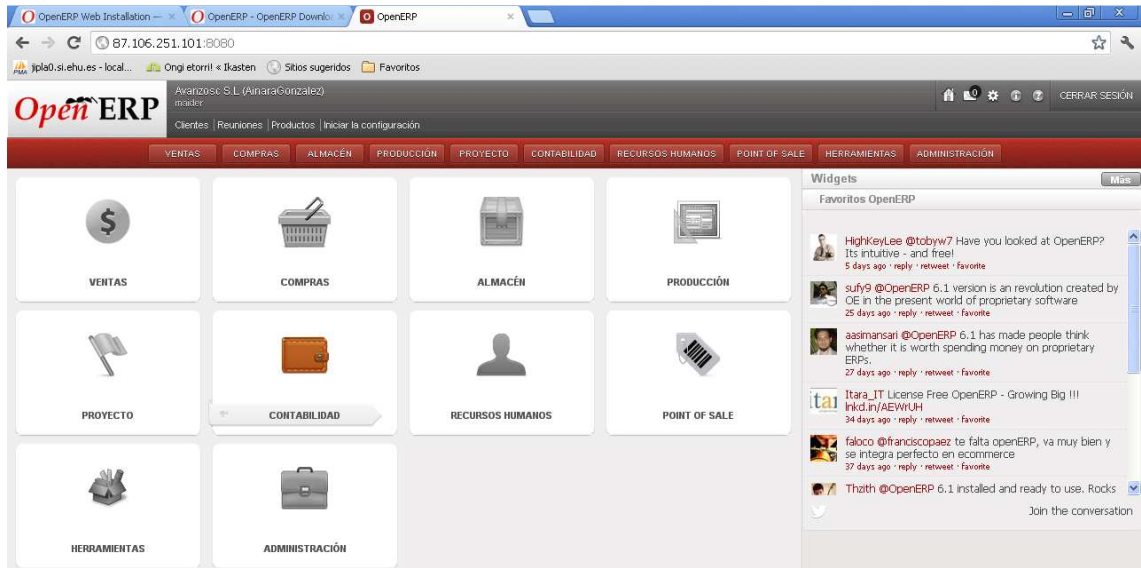 OpenERP Web Installation —
OpenERP - OpenERP Downloa
OpenERP
87.106.251.101:8080
jipla0.si.ehu.es - local...
Ongi etorri! « Ikasten
Sitios sugeridos
Favoritos
OpenERP
Avanzosc S.L (AinaraGonzalez)
maider
Clientes | Reuniones | Productos | Iniciar la configuración
CERRAR SESIÓN
VENTAS COMPRAS ALMACÉN PRODUCCIÓN PROYECTO CONTABILIDAD RECURSOS HUMANOS POINT OF SALE HERRAMIENTAS ADMINISTRACIÓN
VENTAS
COMPRAS
ALMACÉN
PRODUCCIÓN
PROYECTO
CONTABILIDAD
RECURSOS HUMANOS
POINT OF SALE
HERRAMIENTAS
ADMINISTRACIÓN
Widgets
Más
Favoritos OpenERP
HighKeyLee @tobyw7 Have you looked at OpenERP?
Its intuitive - and free!
5 days ago · reply · retweet · favorite
sufy9 @OpenERP 6.1 version is an revolution created by
OE in the present world of proprietary software
25 days ago · reply · retweet · favorite
aasimansari @OpenERP 6.1 has made people think
whether it is worth spending money on proprietary
ERPs.
27 days ago · reply · retweet · favorite
Itara_IT License Free OpenERP - Growing Big !!!
lnkd.in/AEWrUH
34 days ago · reply · retweet · favorite
faloco @franciscopaez te falta openERP, va muy bien y
se integra perfecto en ecommerce
37 days ago · reply · retweet · favorite
Thzith @OpenERP 6.1 installed and ready to use. Rocks
Join the conversation